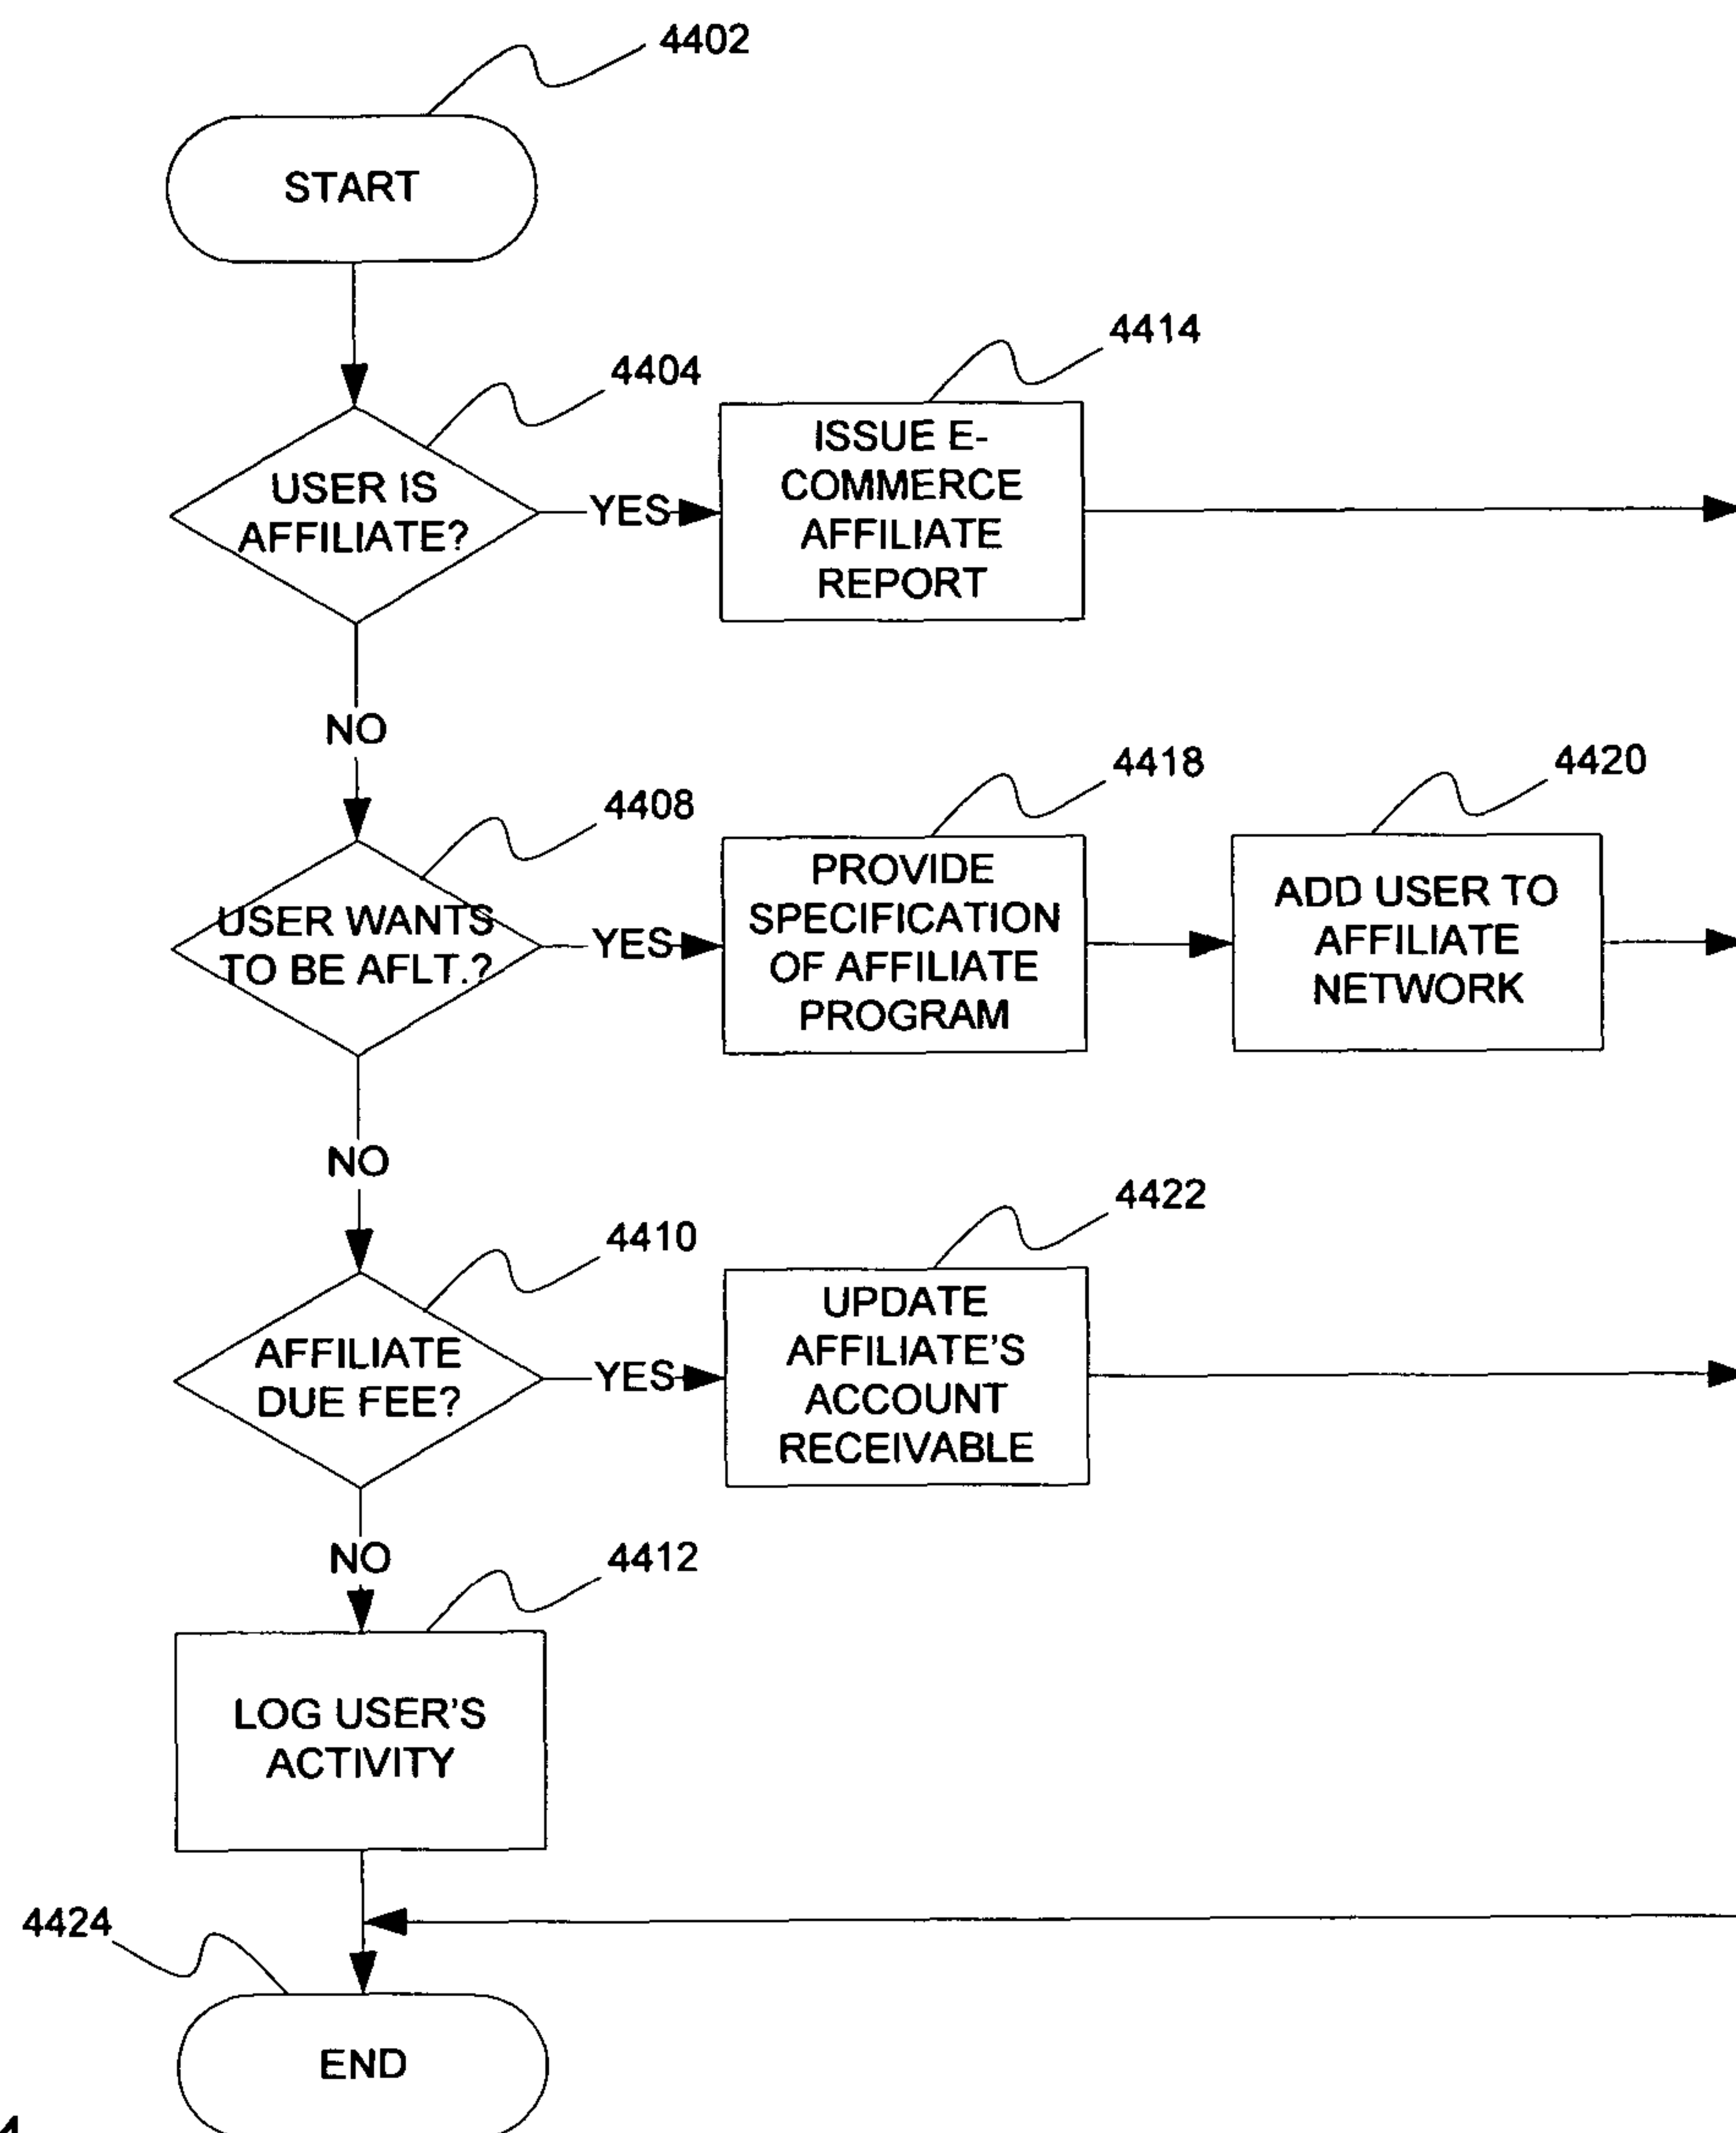 4402
START
4404
USER IS
AFFILIATE?
YES
4414
ISSUE E-
COMMERCE
AFFILIATE
REPORT
NO
4408
USER WANTS
TO BE AFLT.?
YES
4418
PROVIDE
SPECIFICATION
OF AFFILIATE
PROGRAM
4420
ADD USER TO
AFFILIATE
NETWORK
NO
4410
AFFILIATE
DUE FEE?
YES
4422
UPDATE
AFFILIATE'S
ACCOUNT
RECEIVABLE
NO
4412
LOG USER'S
ACTIVITY
4424
END